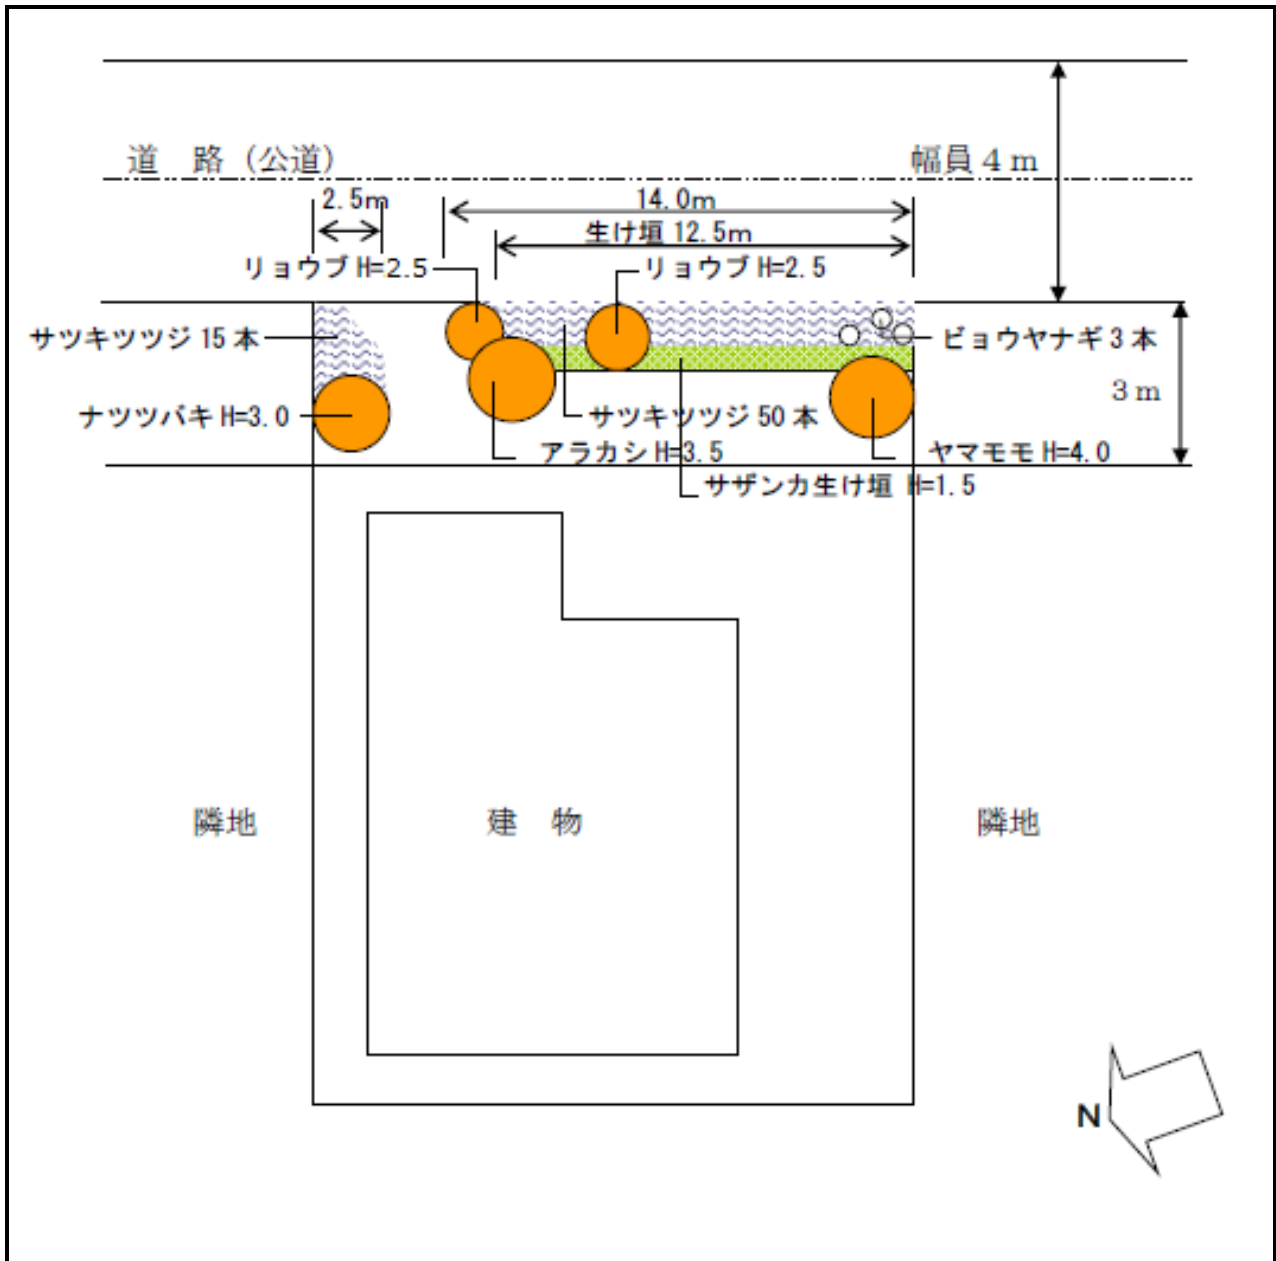 道 路（公道）
幅員４ｍ
2.5m
14.0m
生け垣 12.5m
リョウブ H=2.5
リョウブ H=2.5
サツキツツジ 15 本
ビョウヤナギ 3 本
３ｍ
ナツツバキ H=3.0
サツキツツジ 50 本
アラカシ H=3.5
ヤマモモ H=4.0
サザンカ生け垣 H=1.5
隣地
建 物
隣地
N